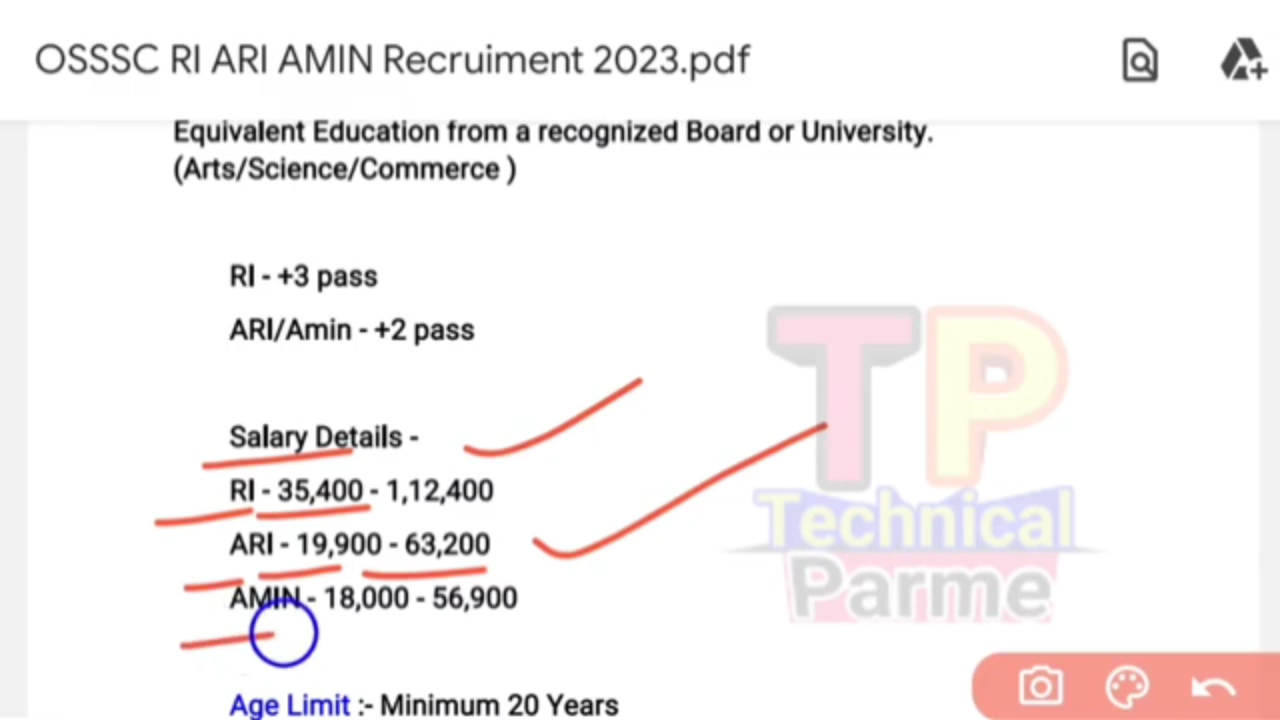 OSSSC RI ARI AMIN Recruiment 2023.pdf
Equivalent Education from a recognized Board or University.
(Arts/Science/Commerce )
RI - +3 pass
ARI/Amin - +2 pass
Salary Details -
RI - 35,400 - 1,12,400
ARI - 19,900 - 63,200
AMIN - 18,000 - 56,900
Age Limit :- Minimum 20 Years
TP
Technical
Parme